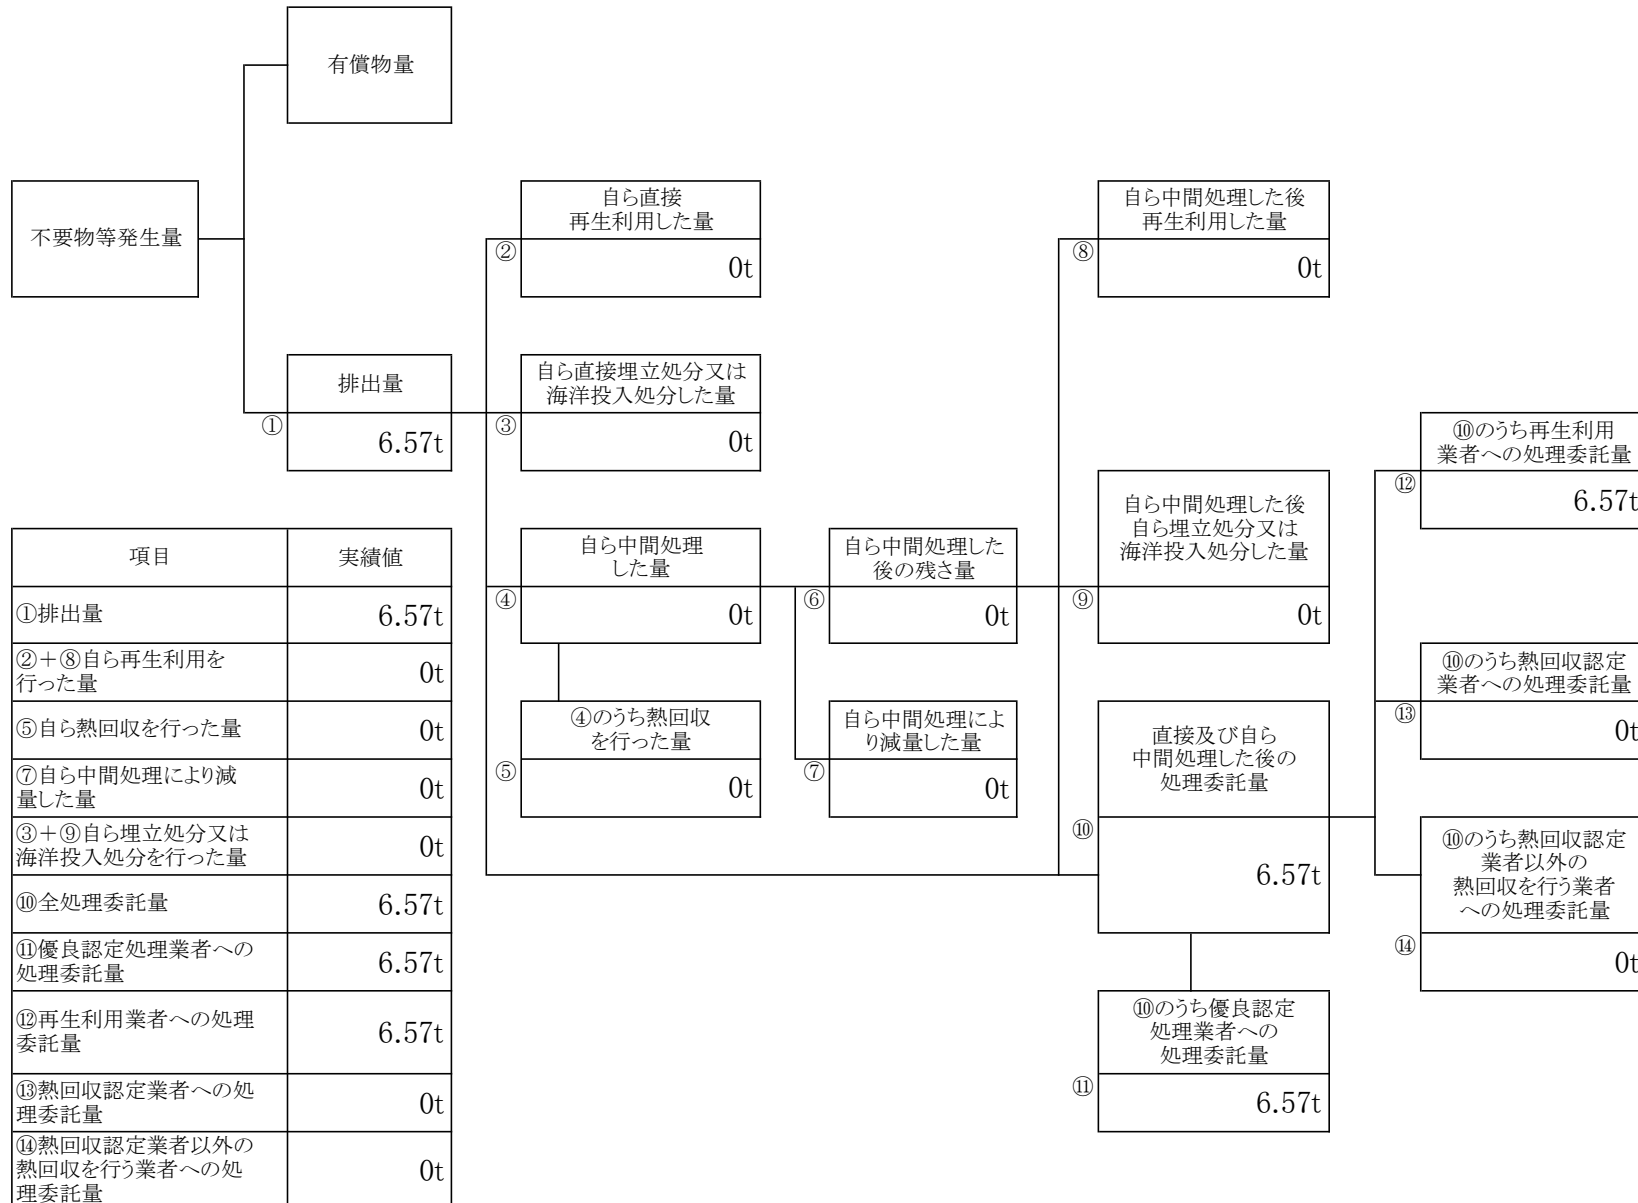 有償物量
不要物等発生量
自ら直接
再生利用した量
②
0t
自ら中間処理した後
再生利用した量
⑧
0t
排出量
①
6.57t
自ら直接埋立処分又は
海洋投入処分した量
③
0t
⑩のうち再生利用
業者への処理委託量
⑫
6.57t
自ら中間処理
した量
④
0t
自ら中間処理した
後の残さ量
⑥
0t
自ら中間処理した後
自ら埋立処分又は
海洋投入処分した量
⑨
0t
⑩のうち熱回収認定
業者への処理委託量
⑬
0t
④のうち熱回収
を行った量
⑤
0t
自ら中間処理によ
り減量した量
⑦
0t
直接及び自ら
中間処理した後の
処理委託量
⑩
6.57t
⑩のうち熱回収認定
業者以外の
熱回収を行う業者
への処理委託量
⑭
0t
⑩のうち優良認定
処理業者への
処理委託量
⑪
6.57t
項目 実績値
①排出量 6.57t
②＋⑧自ら再生利用を
行った量 0t
⑤自ら熱回収を行った量 0t
⑦自ら中間処理により減
量した量 0t
③＋⑨自ら埋立処分又は
海洋投入処分を行った量 0t
⑩全処理委託量 6.57t
⑪優良認定処理業者への
処理委託量 6.57t
⑫再生利用業者への処理
委託量 6.57t
⑬熱回収認定業者への処
理委託量 0t
⑭熱回収認定業者以外の
熱回収を行う業者への処
理委託量 0t